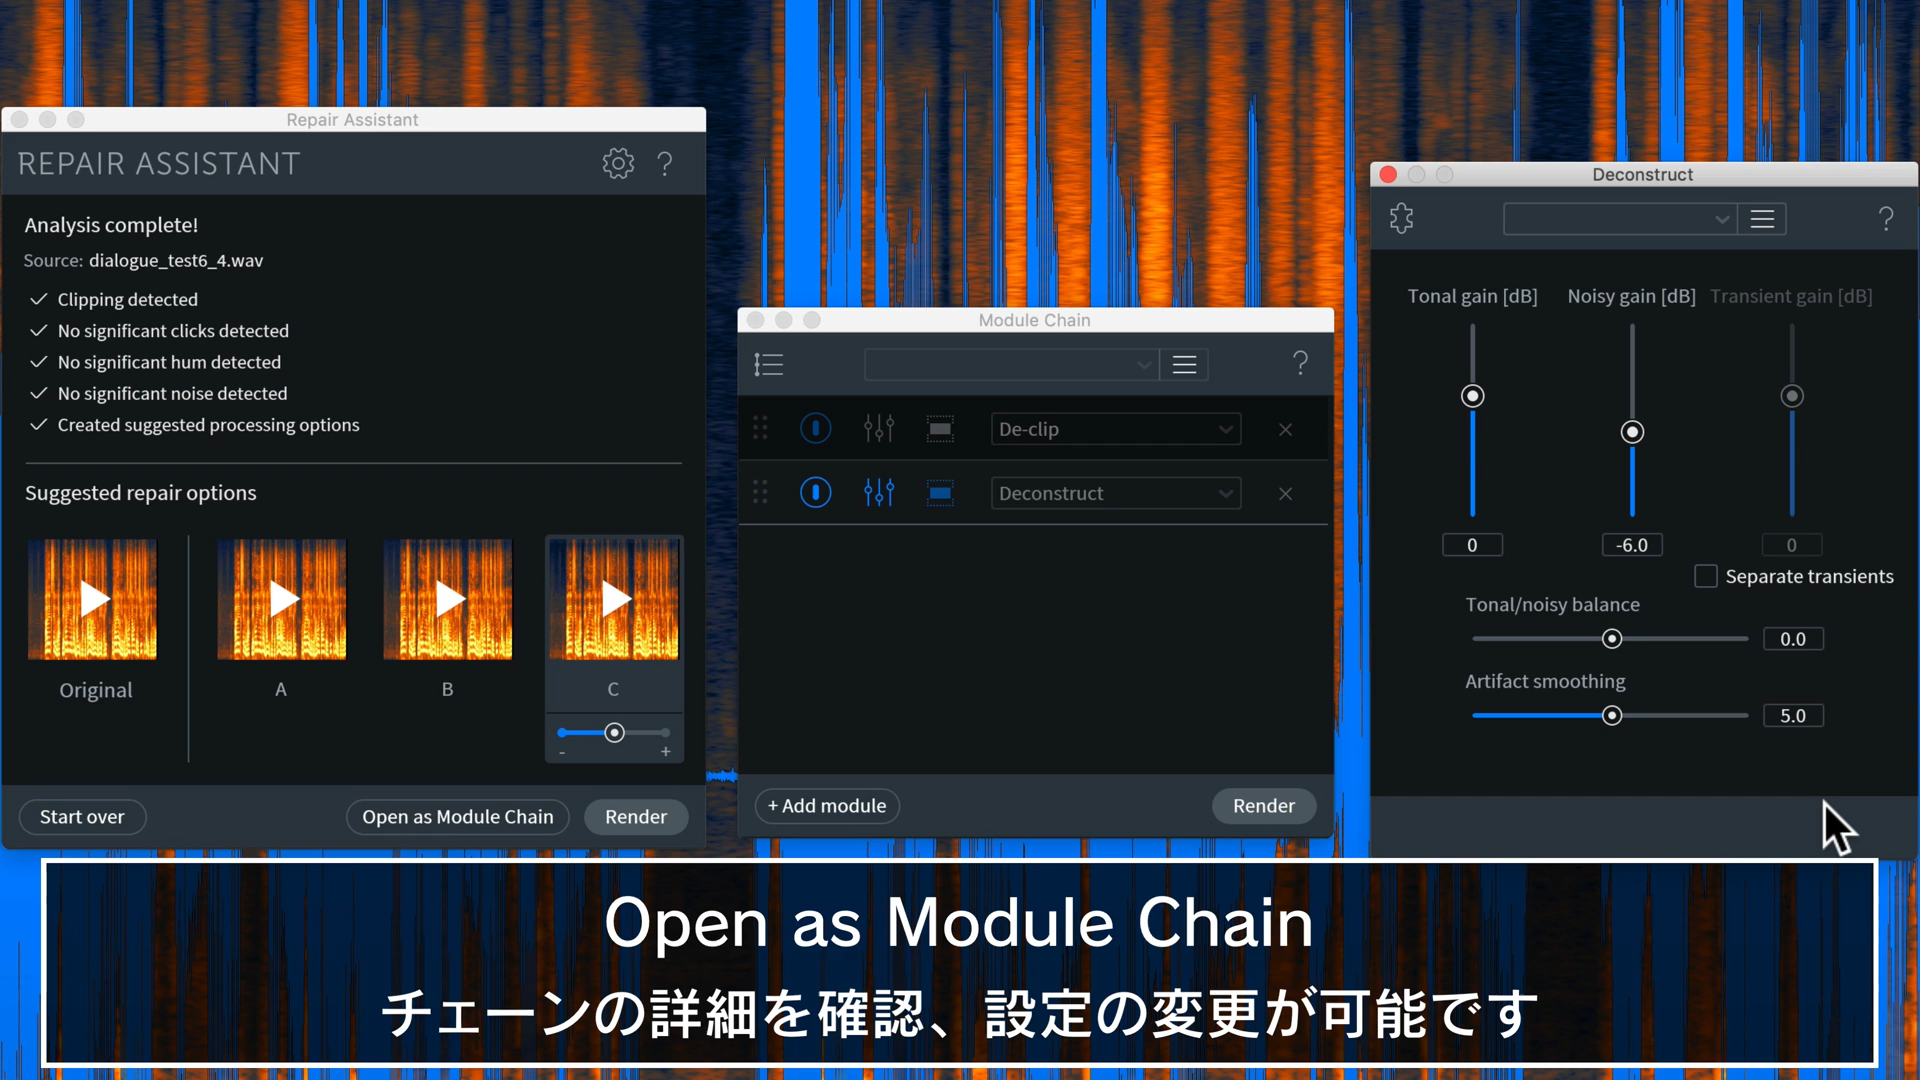 Repair Assistant
REPAIR ASSISTANT
?
Analysis complete!
Source: dialogue_test6_4.wav
Clipping detected
No significant clicks detected
No significant hum detected
No significant noise detected
Created suggested processing options
Suggested repair options
Original
A
B
C
- +
Start over
Open as Module Chain
Render
Module Chain
?
De-clip
Deconstruct
+ Add module
Render
Deconstruct
?
Tonal gain [dB]
Noisy gain [dB]
Transient gain [dB]
0
-6.0
0
Separate transients
Tonal/noisy balance
0.0
Artifact smoothing
5.0
Open as Module Chain
チェーンの詳細を確認、設定の変更が可能です